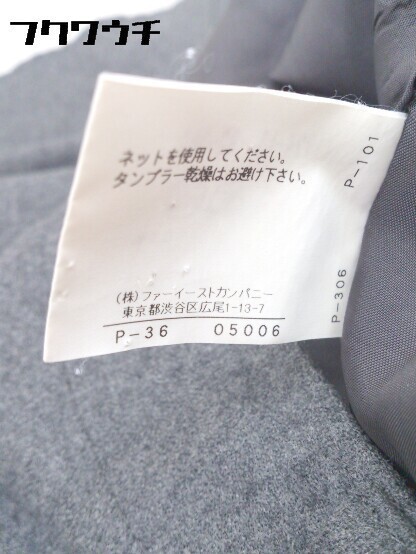 フクワウチ
ネットを使用してください。
タンブラー乾燥はお避け下さい。
P-101
P-306
(株)ファーイーストカンパニー
東京都渋谷区広尾1-13-7
P-36 05006